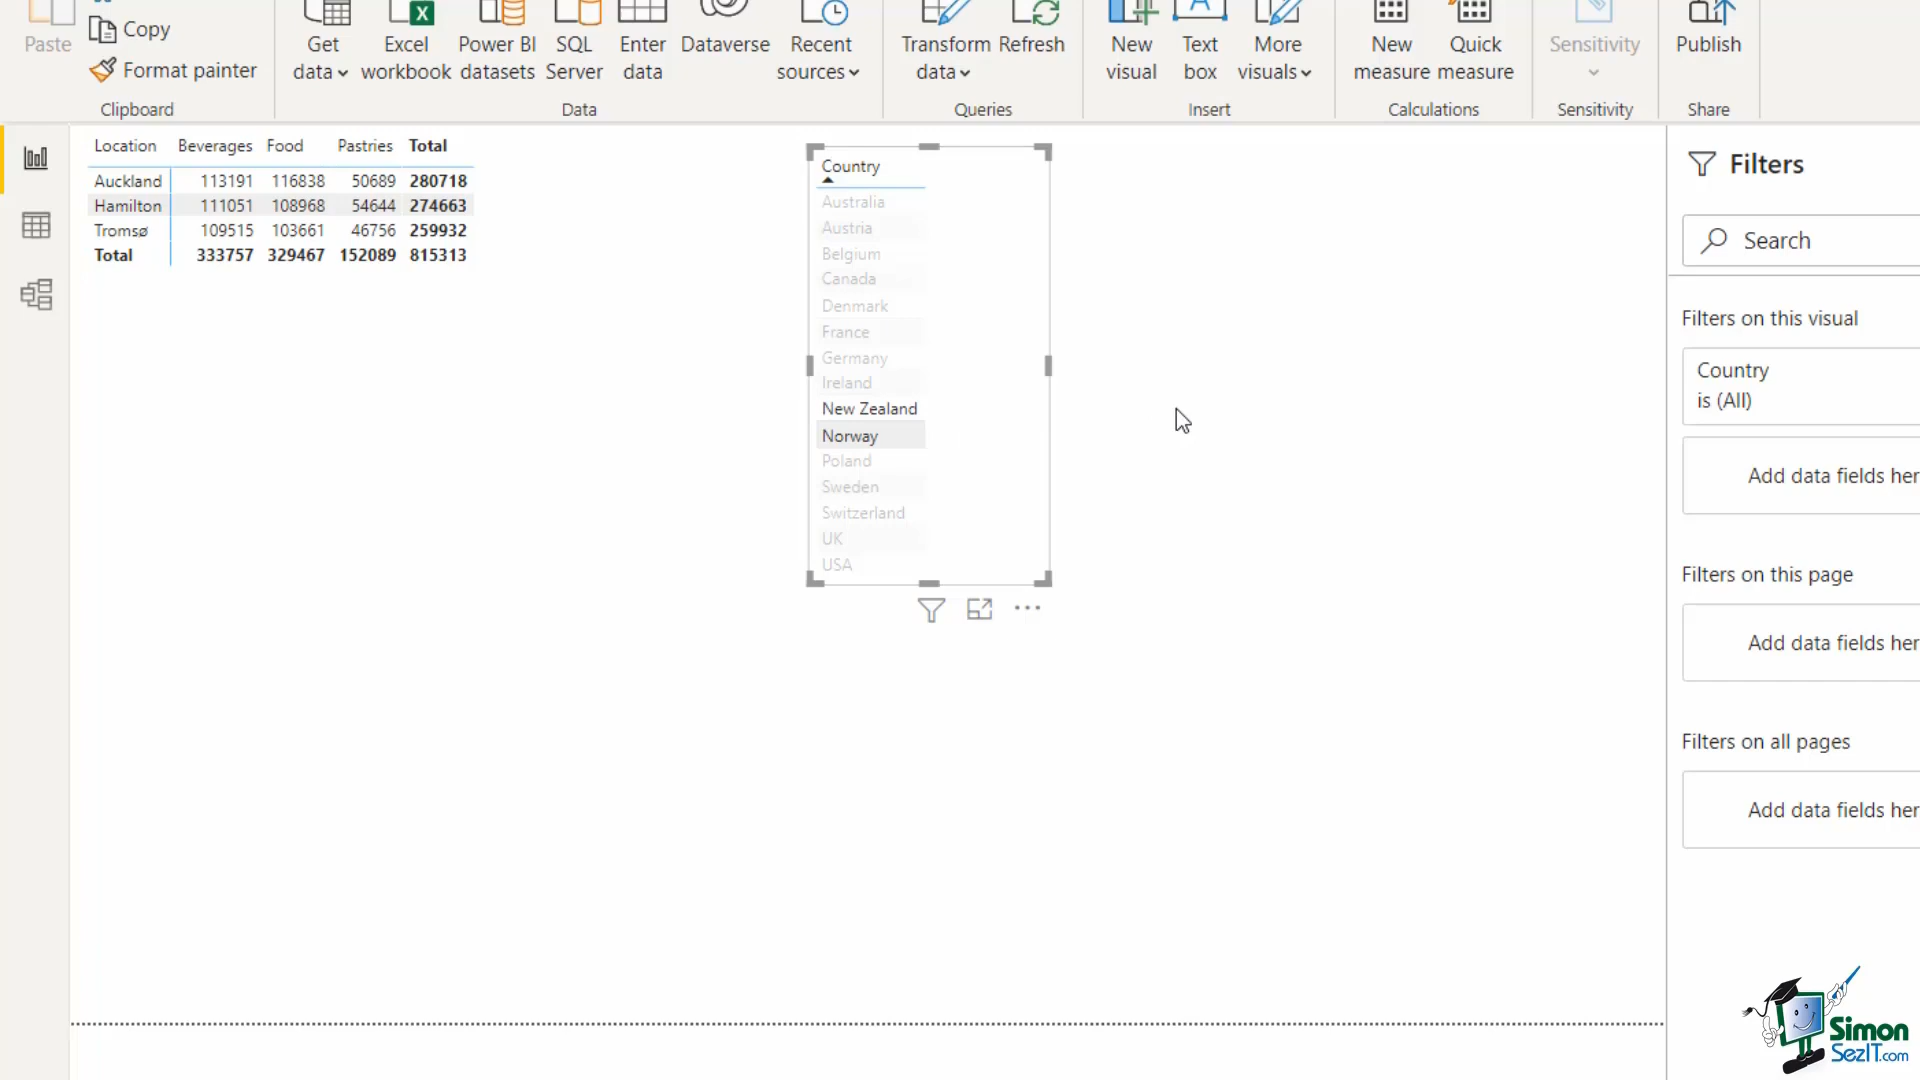 Paste
Copy
Format painter
Clipboard
Get data
Excel workbook
Power BI datasets
SQL Server
Enter data
Dataverse
Recent sources
Data
Transform data
Refresh
Queries
New visual
Text box
More visuals
Insert
New measure
Quick measure
Calculations
Sensitivity
Sensitivity
Publish
Share
Location Beverages Food Pastries Total
Auckland 113191 116838 50689 280718
Hamilton 111051 108968 54644 274663
Tromsø 109515 103661 46756 259932
Total 333757 329467 152089 815313
Country
Australia
Austria
Belgium
Canada
Denmark
France
Germany
Ireland
New Zealand
Norway
Poland
Sweden
Switzerland
UK
USA
Filters
Search
Filters on this visual
Country
is (All)
Add data fields her
Filters on this page
Add data fields her
Filters on all pages
Add data fields her
Simon
SezIT.com